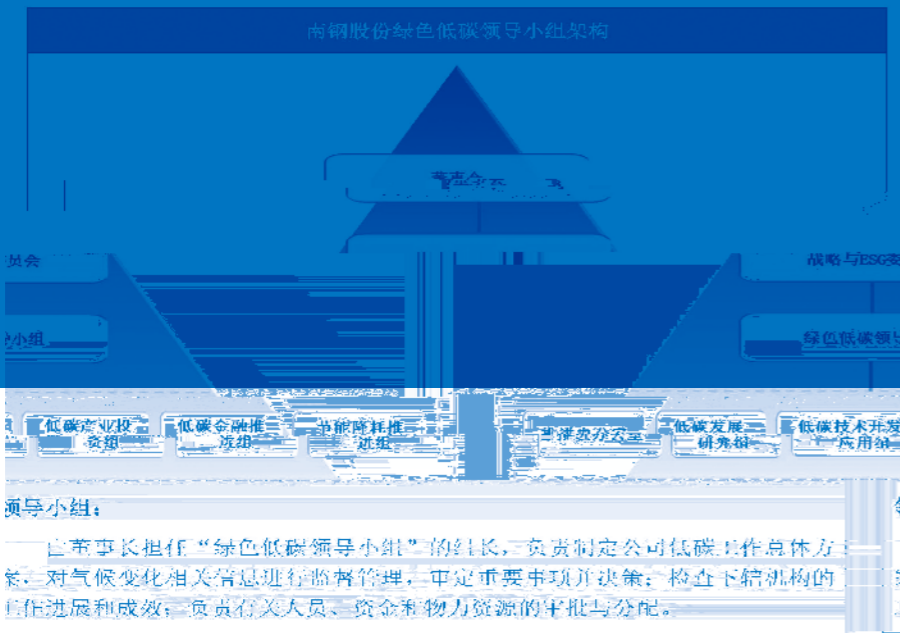 南钢股份绿色低碳领导小组架构
董事会
员会
战略与ESG委
小组
绿色低碳领导
低碳产业投
资组
低碳金融推
进组
节能降耗推
进组
办公室
低碳发展
研究组
低碳技术开发
应用组
领导小组：
董事长担任“绿色低碳领导小组”的组长，负责制定公司低碳工作总体方
案，对气候变化相关信息进行监督管理，审定重要事项并决策；检查下辖机构的
工作进展和成效；负责有关人员、资金和物力资源的审批与分配。